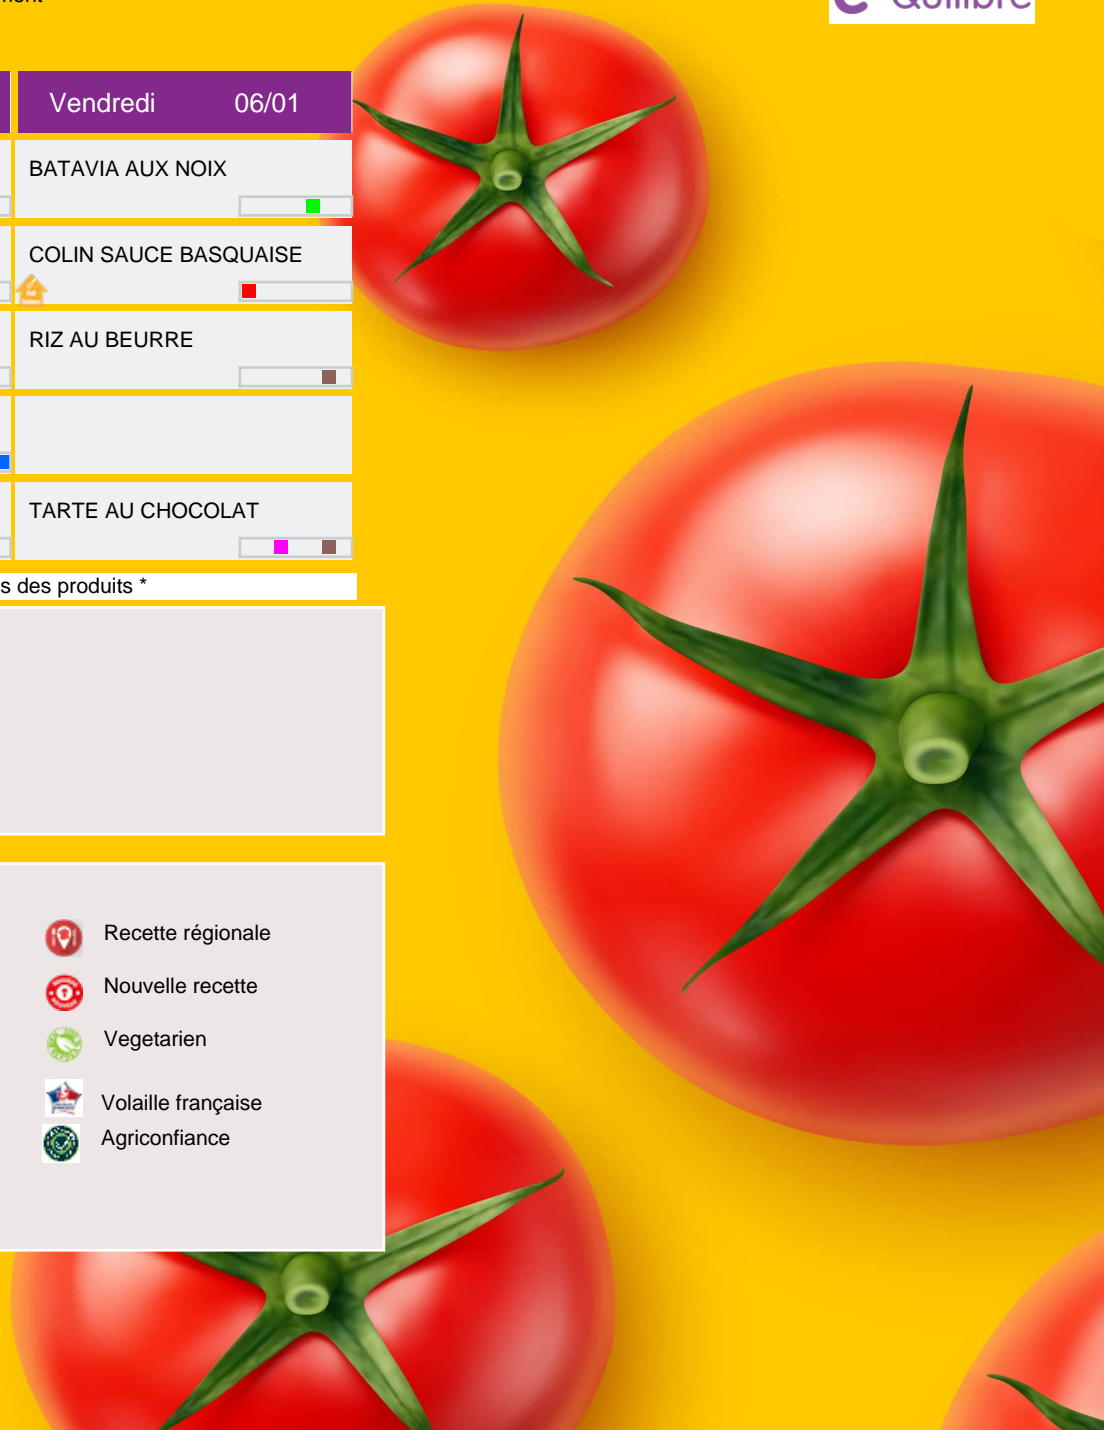 Vendredi 06/01
BATAVIA AUX NOIX
COLIN SAUCE BASQUAISE
RIZ AU BEURRE
TARTE AU CHOCOLAT
s des produits *
Recette régionale
Nouvelle recette
Vegetarien
Volaille française
Agriconfiance